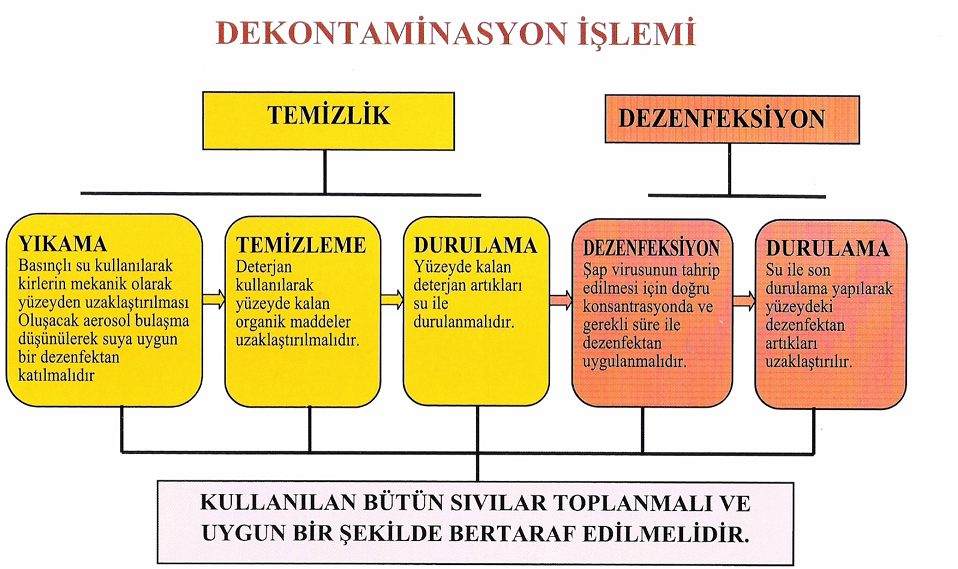 DEKONTAMİNASYON İŞLEMİ
TEMİZLİK
DEZENFEKSİYON
YIKAMA
Basınçlı su kullanılarak
kirlerin mekanik olarak
yüzeyden uzaklaştırılması
Oluşacak aerosol bulaşma
düşünülerek suya uygun
bir dezenfektan
katılmalıdır
TEMİZLEME
Deterjan
kullanılarak
yüzeyde kalan
organik maddeler
uzaklaştırılmalıdır.
DURULAMA
Yüzeyde kalan
deterjan artıkları
su ile
durulanmalıdır.
DEZENFEKSİYON
Şap virusunun tahrip
edilmesi için doğru
konsantrasyonda ve
gerekli süre ile
dezenfektan
uygulanmalıdır.
DURULAMA
Su ile son
durulama yapılarak
yüzeydeki
dezenfektan
artıkları
uzaklaştırılır.
KULLANILAN BÜTÜN SIVILAR TOPLANMALI VE
UYGUN BİR ŞEKİLDE BERTARAF EDİLMELİDİR.